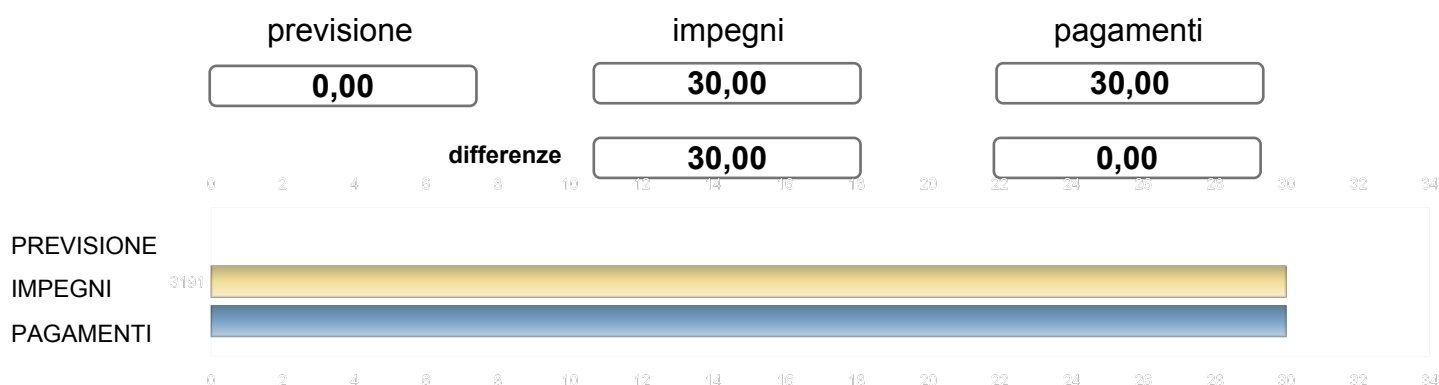 previsione impegni pagamenti
0,00 30,00 30,00
differenze 30,00 0,00
0 2 4 6 8 10 12 14 16 18 20 22 24 26 28 30 32 34
PREVISIONE
3191
IMPEGNI
PAGAMENTI
0 2 4 6 8 10 12 14 16 18 20 22 24 26 28 30 32 34